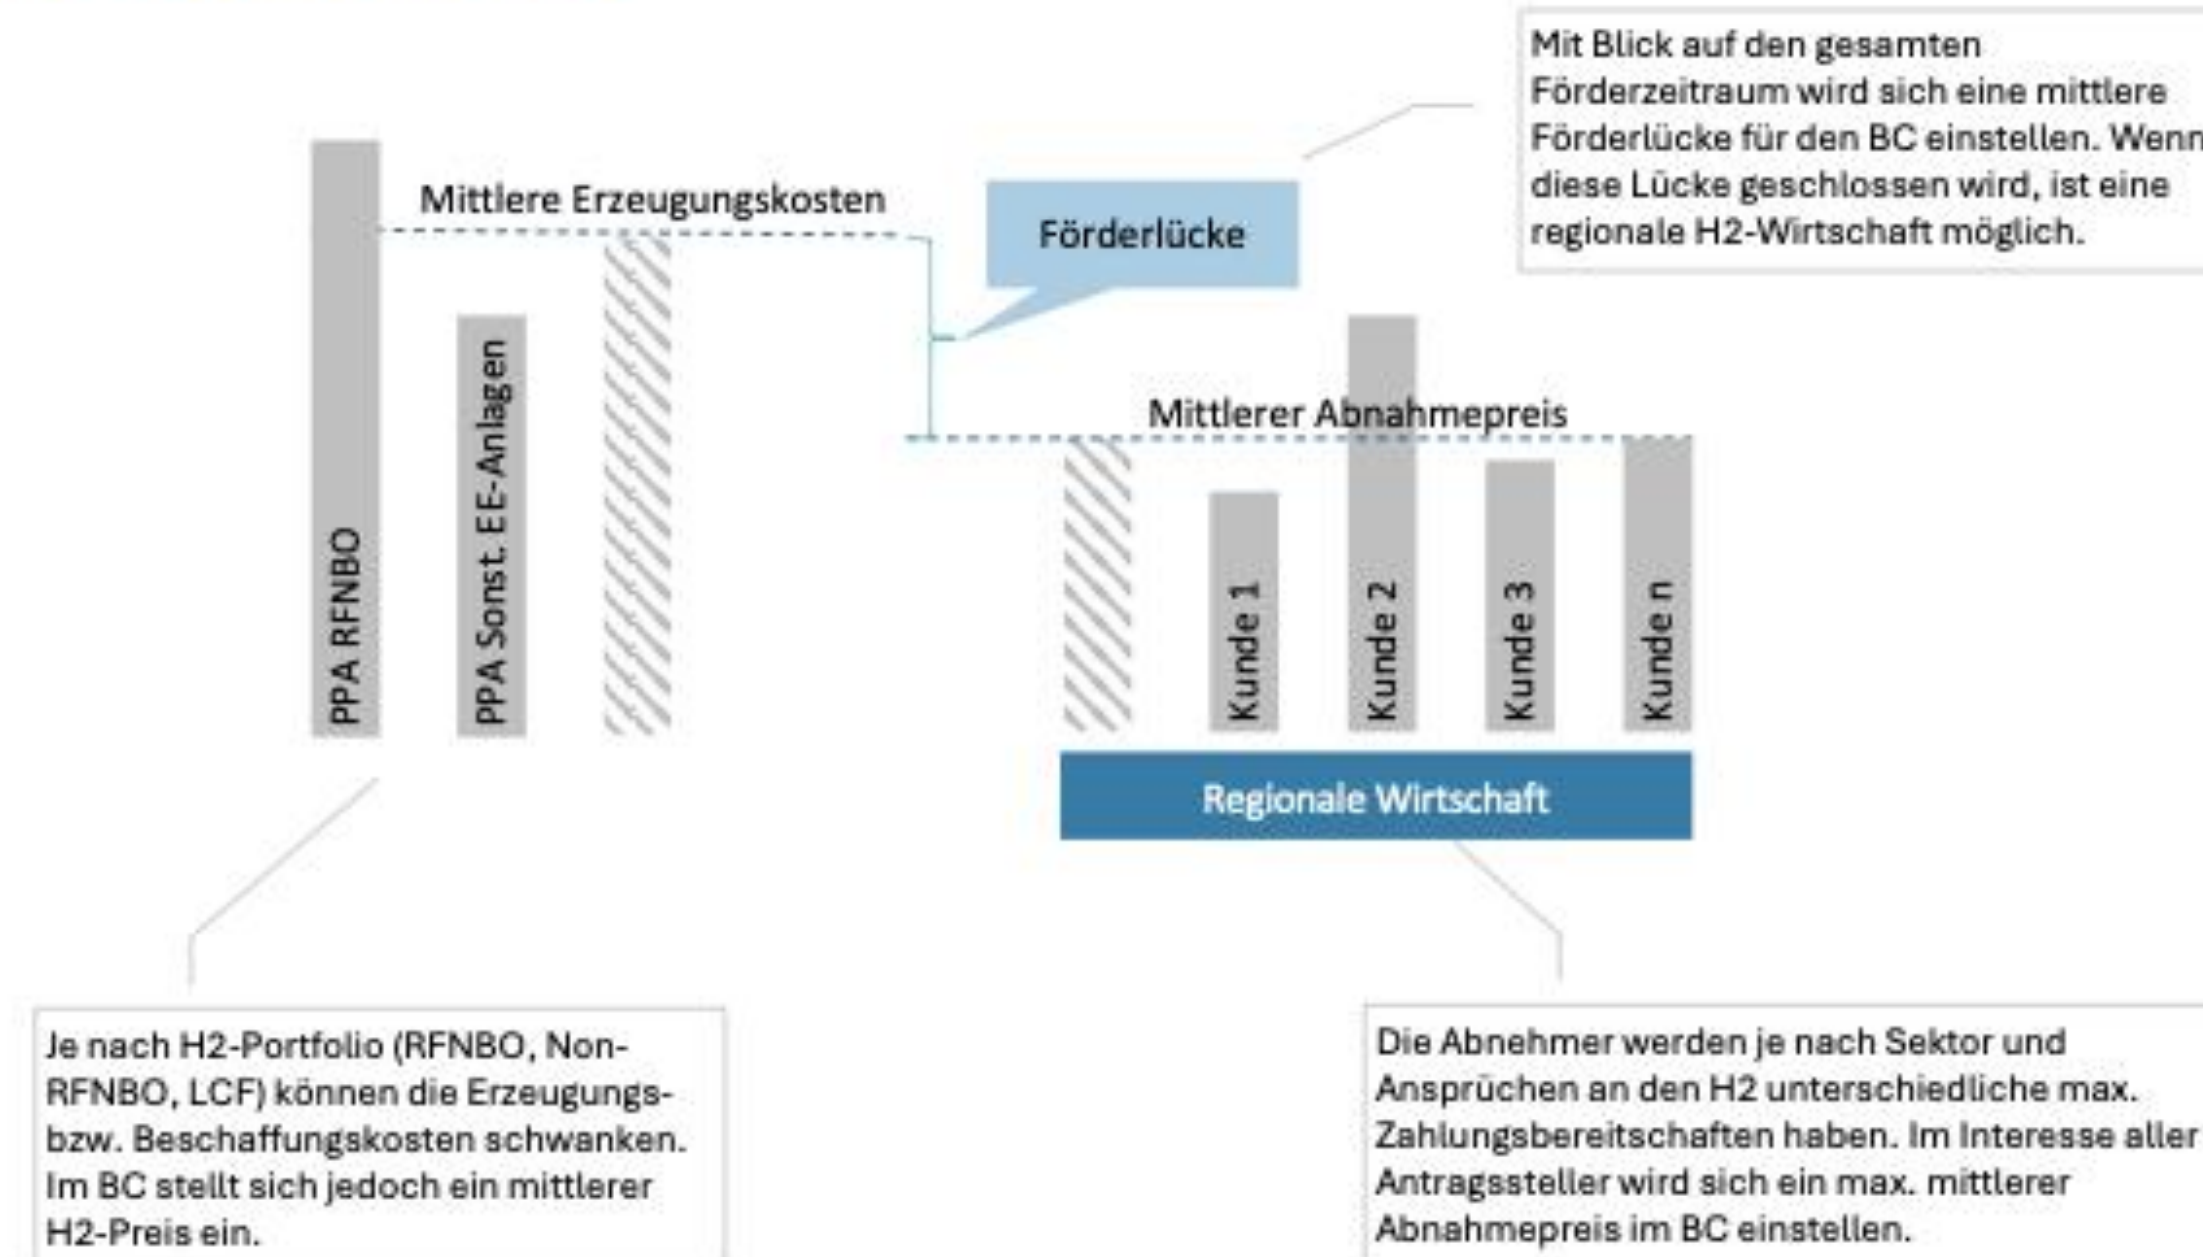 Mit Blick auf den gesamten
Förderzeitraum wird sich eine mittlere
Förderlücke für den BC einstellen. Wenn
diese Lücke geschlossen wird, ist eine
regionale H2-Wirtschaft möglich.
Mittlere Erzeugungskosten
Förderlücke
Mittlerer Abnahmepreis
PPA RFNBO
PPA Sonst. EE-Anlagen
Kunde 1
Kunde 2
Kunde 3
Kunde n
Regionale Wirtschaft
Je nach H2-Portfolio (RFNBO, Non-
RFNBO, LCF) können die Erzeugungs-
bzw. Beschaffungskosten schwanken.
Im BC stellt sich jedoch ein mittlerer
H2-Preis ein.
Die Abnehmer werden je nach Sektor und
Ansprüchen an den H2 unterschiedliche max.
Zahlungsbereitschaften haben. Im Interesse aller
Antragssteller wird sich ein max. mittlerer
Abnahmepreis im BC einstellen.